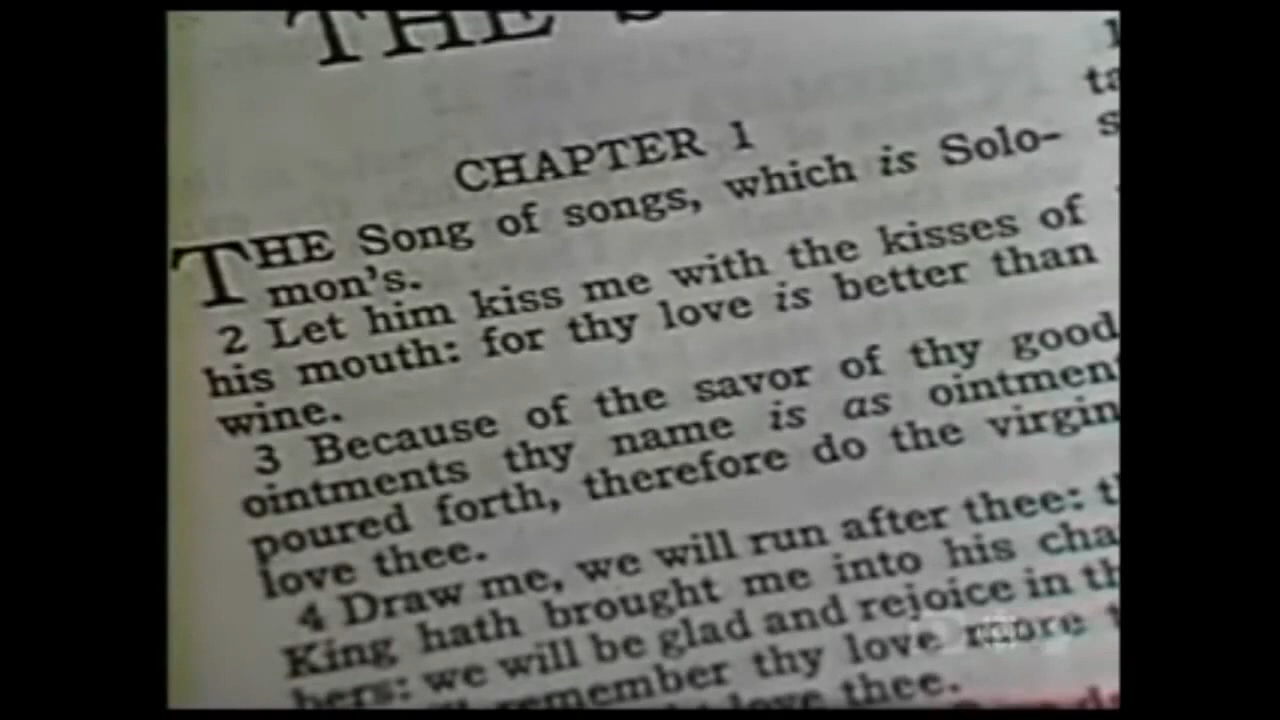 THE
CHAPTER 1
THE Song of songs, which is Solo-
mon's.
2 Let him kiss me with the kisses of
his mouth: for thy love is better than
wine.
3 Because of the savor of thy good
ointments thy name is as ointmen
poured forth, therefore do the virgin
love thee.
4 Draw me, we will run after thee: t
King hath brought me into his cha
bers: we will be glad and rejoice in th
remember thy love more t
love thee.